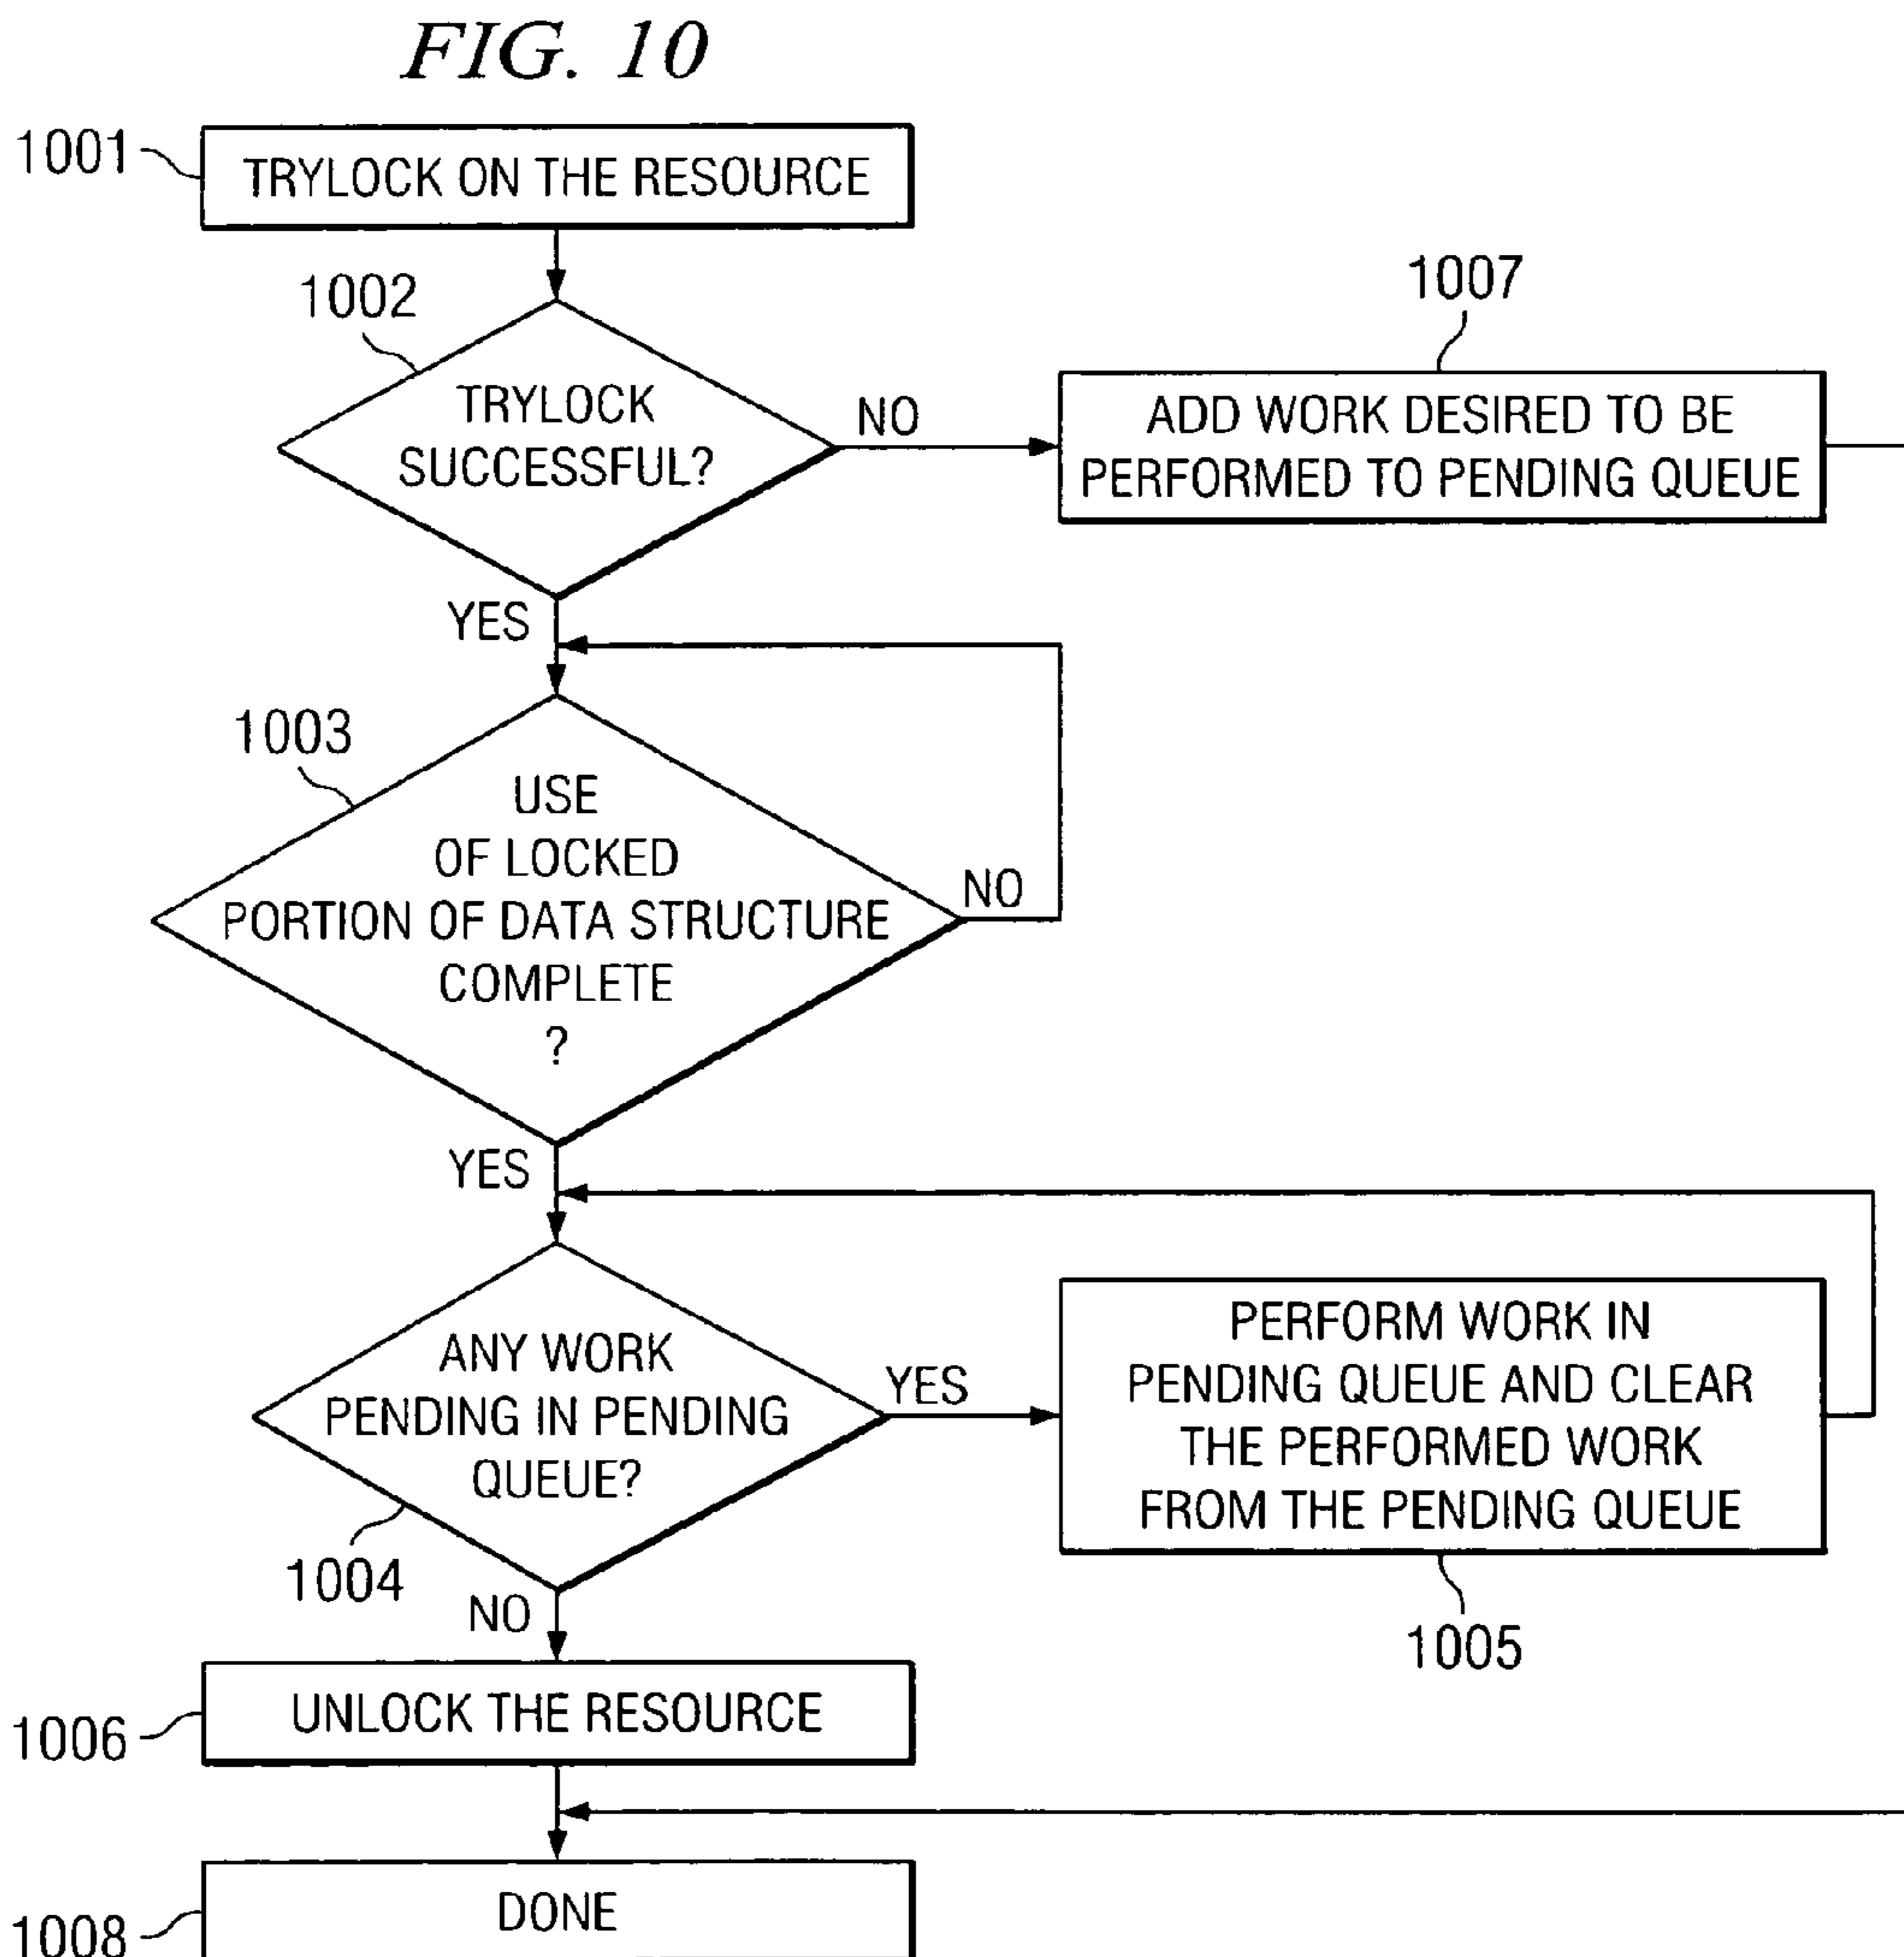 FIG. 10
1001
TRYLOCK ON THE RESOURCE
1002
TRYLOCK
SUCCESSFUL?
NO
1007
ADD WORK DESIRED TO BE
PERFORMED TO PENDING QUEUE
YES
1003
USE
OF LOCKED
PORTION OF DATA STRUCTURE
COMPLETE
?
NO
YES
ANY WORK
PENDING IN PENDING
QUEUE?
1004
YES
PERFORM WORK IN
PENDING QUEUE AND CLEAR
THE PERFORMED WORK
FROM THE PENDING QUEUE
1005
NO
1006
UNLOCK THE RESOURCE
1008
DONE